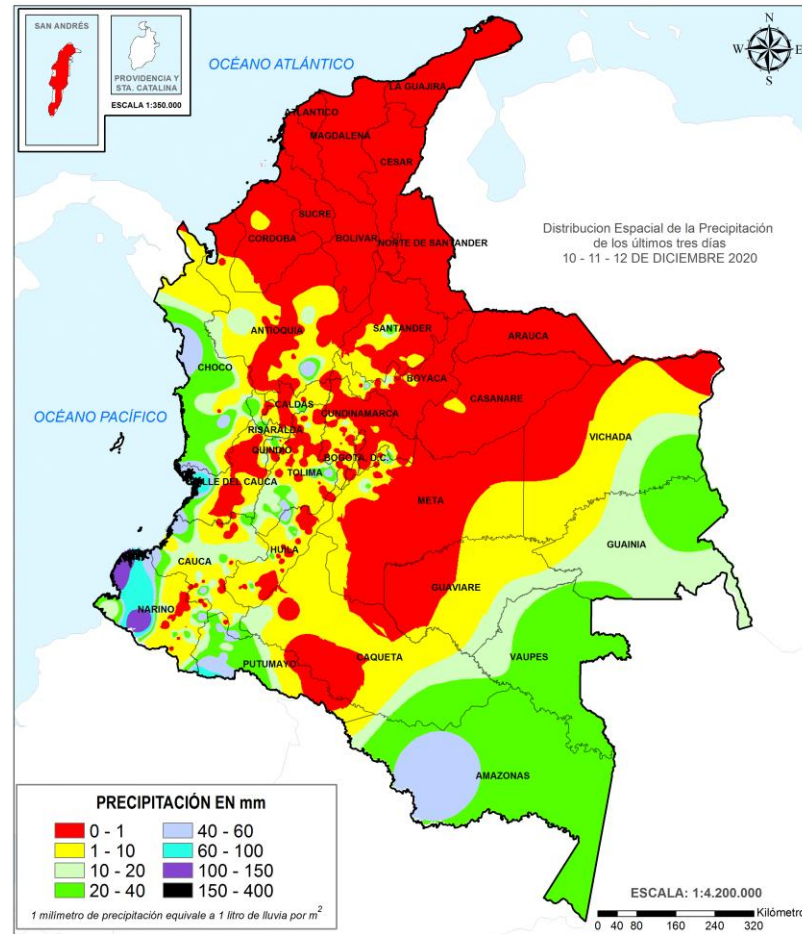 SAN ANDRÉS
PROVIDENCIA Y
STA. CATALINA
ESCALA 1:350.000
OCÉANO ATLÁNTICO
N
W
E
S
LA GUAJIRA
ATLANTICO
MAGDALENA
CESAR
SUCRE
CORDOBA
BOLIVAR
NORTE DE SANTANDER
Distribucion Espacial de la Precipitación
de los últimos tres días
10 - 11 - 12 DE DICIEMBRE 2020
ANTIOQUIA
SANTANDER
ARAUCA
CHOCO
BOYACA
CASANARE
CALDAS
CUNDINAMARCA
OCÉANO PACÍFICO
RISARALDA
VICHADA
QUINDIO
BOGOTA. D.C.
TOLIMA
VALLE DEL CAUCA
META
GUAINIA
HUILA
CAUCA
GUAVIARE
NARINO
CAQUETA
VAUPES
PUTUMAYO
AMAZONAS
PRECIPITACIÓN EN mm
0 - 1
40 - 60
1 - 10
60 - 100
10 - 20
100 - 150
20 - 40
150 - 400
1 milímetro de precipitación equivale a 1 litro de lluvia por m²
ESCALA: 1:4.200.000
Kilómetro
0 40 80 160 240 320